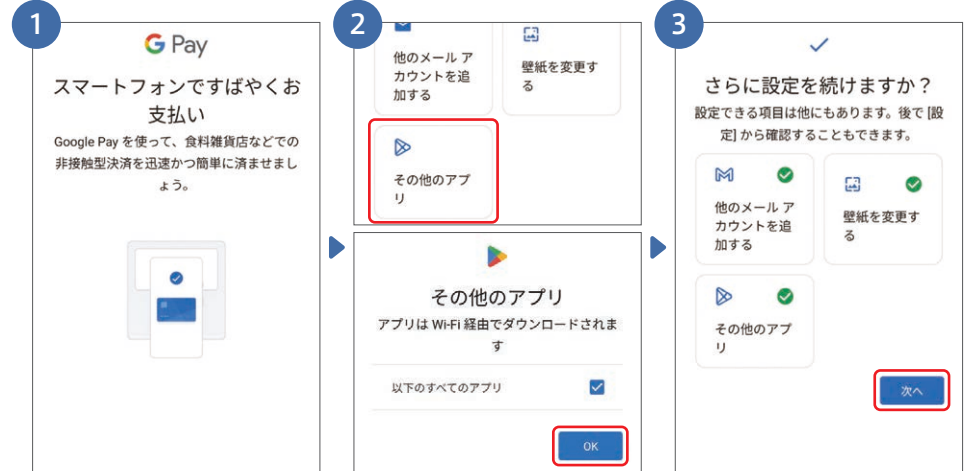 1
G Pay
スマートフォンですばやくお
支払い
Google Pay を使って、食料雑貨店などでの
非接触型決済を迅速かつ簡単に済ませまし
ょう。
2
他のメール ア
カウントを追
加する
壁紙を変更す
る
その他のアプ
リ
その他のアプリ
アプリは Wi-Fi 経由でダウンロードされま
す
以下のすべてのアプリ
OK
3
さらに設定を続けますか？
設定できる項目は他にもあります。後で [設
定] から確認することもできます。
他のメール ア
カウントを追
加する
壁紙を変更す
る
その他のアプ
リ
次へ